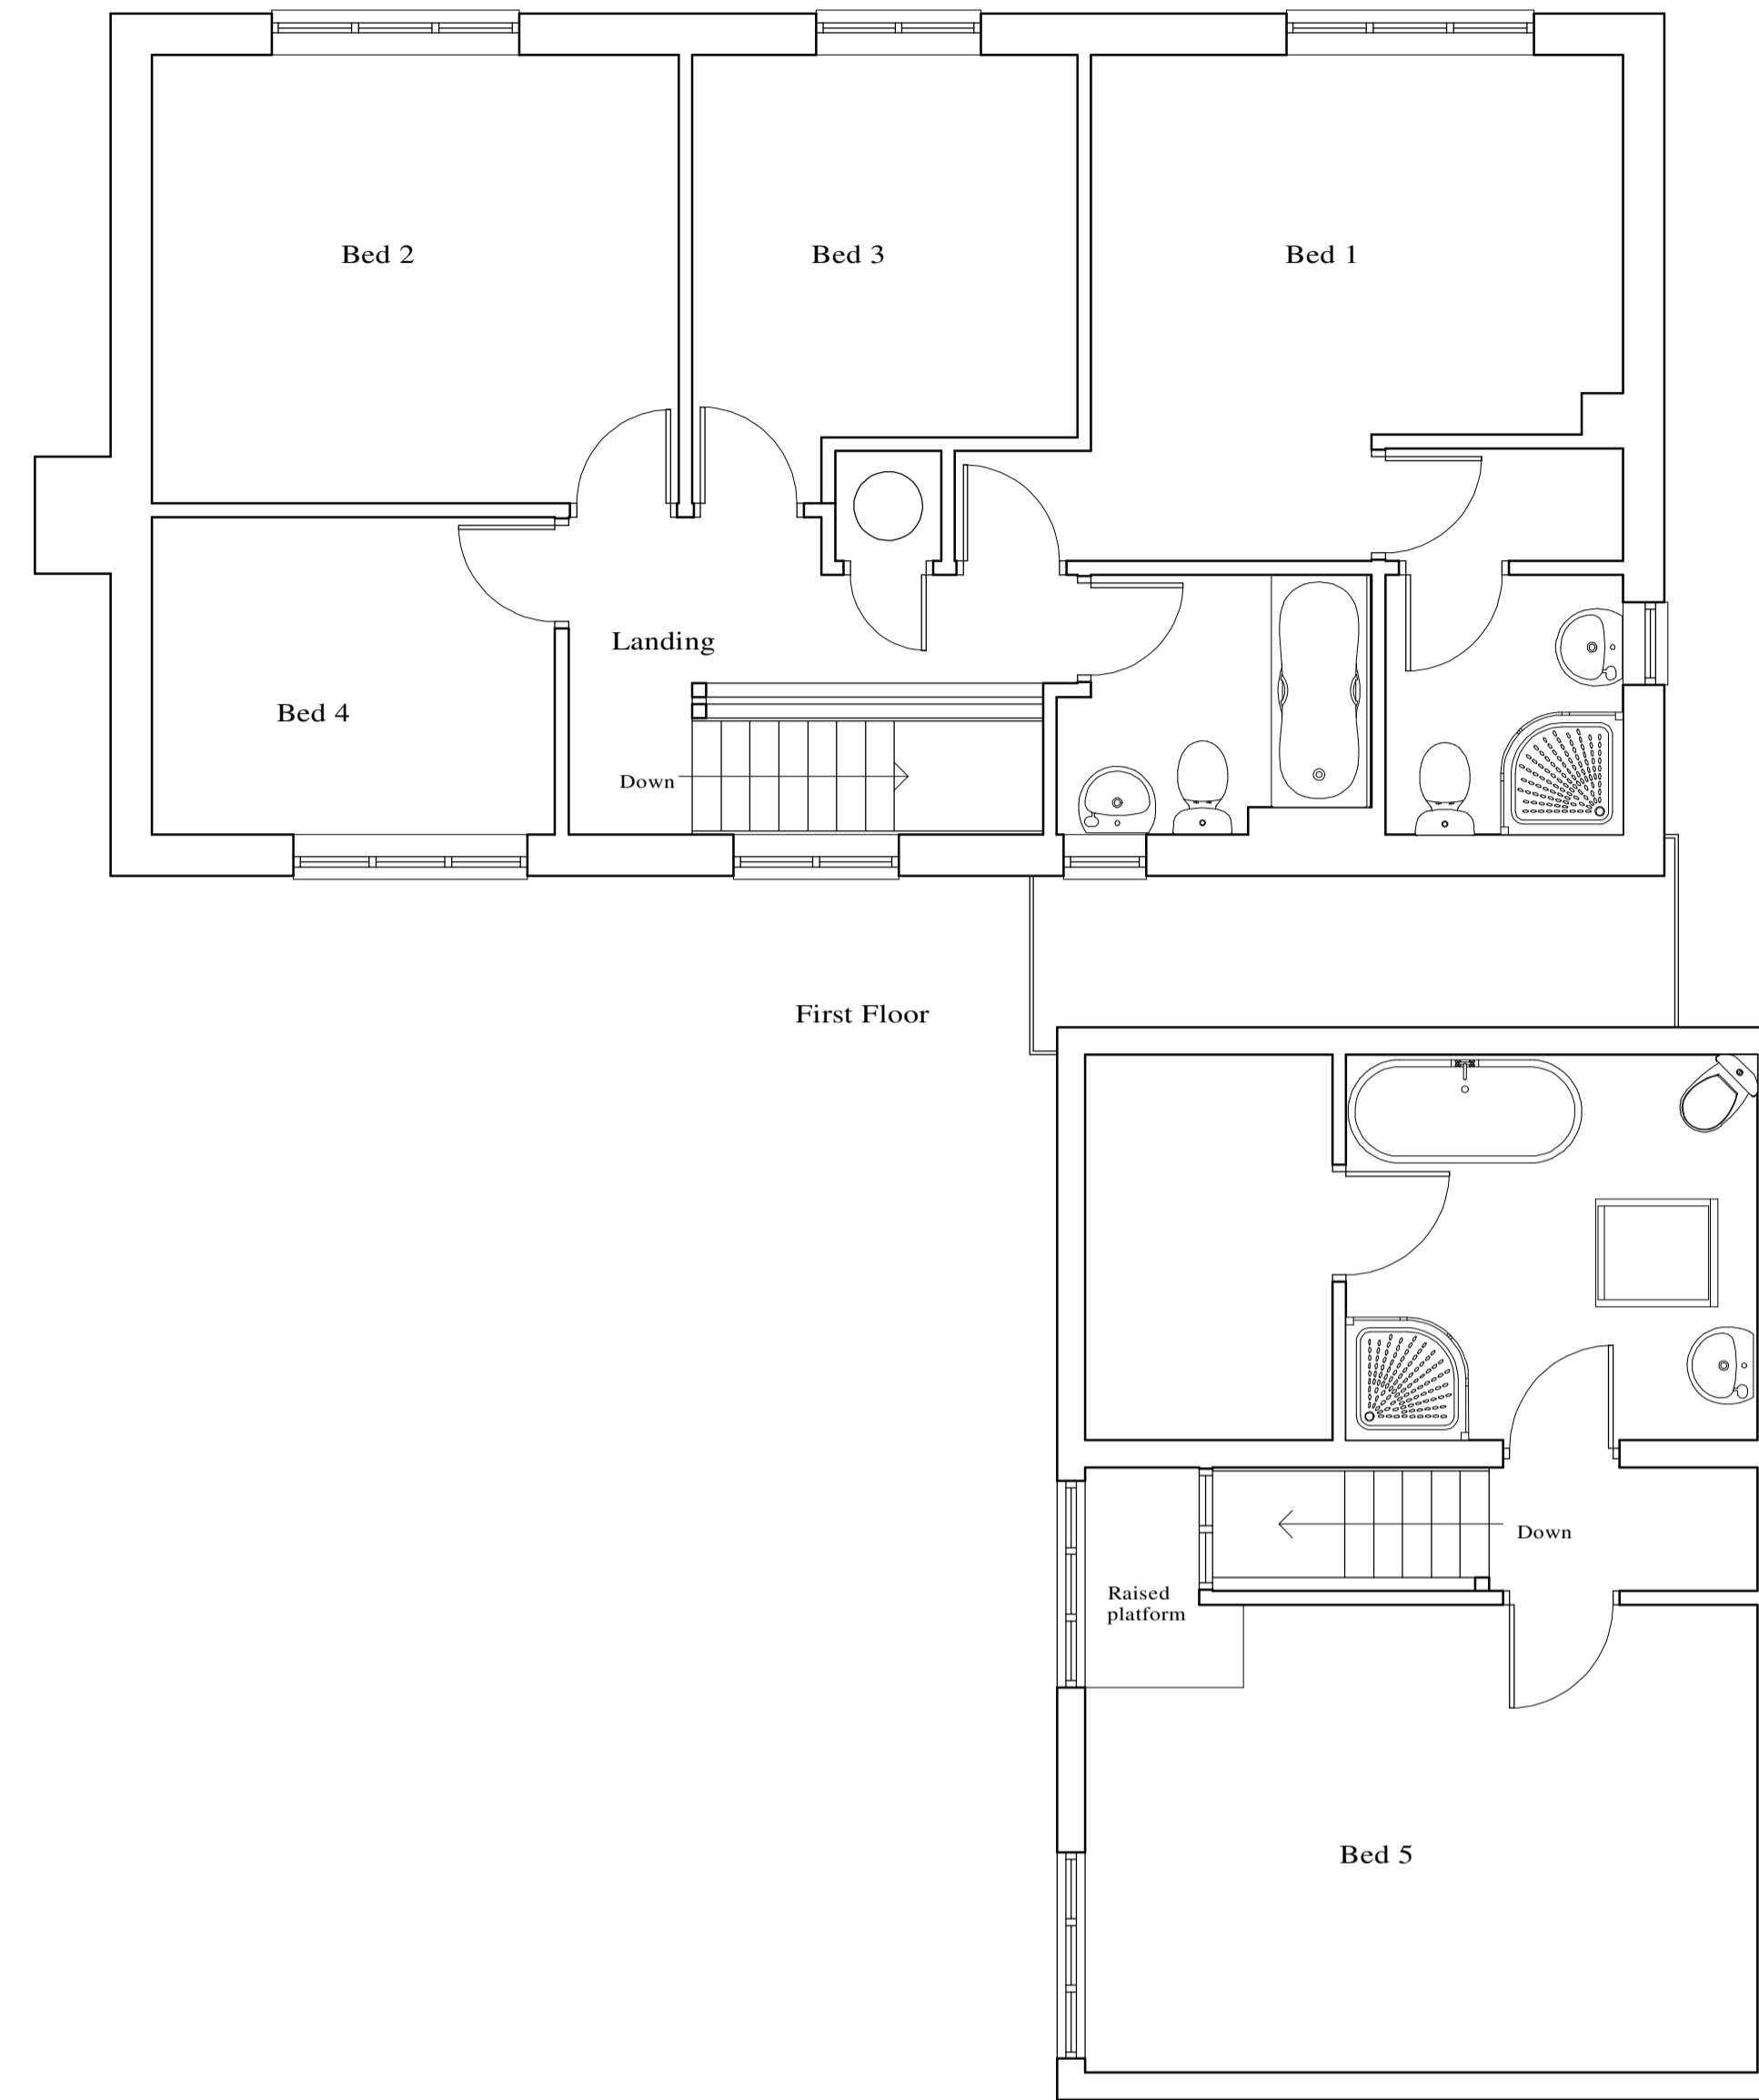 Bed 2
Bed 3
Bed 1
Landing
Bed 4
Down
First Floor
Down
Raised
platform
Bed 5